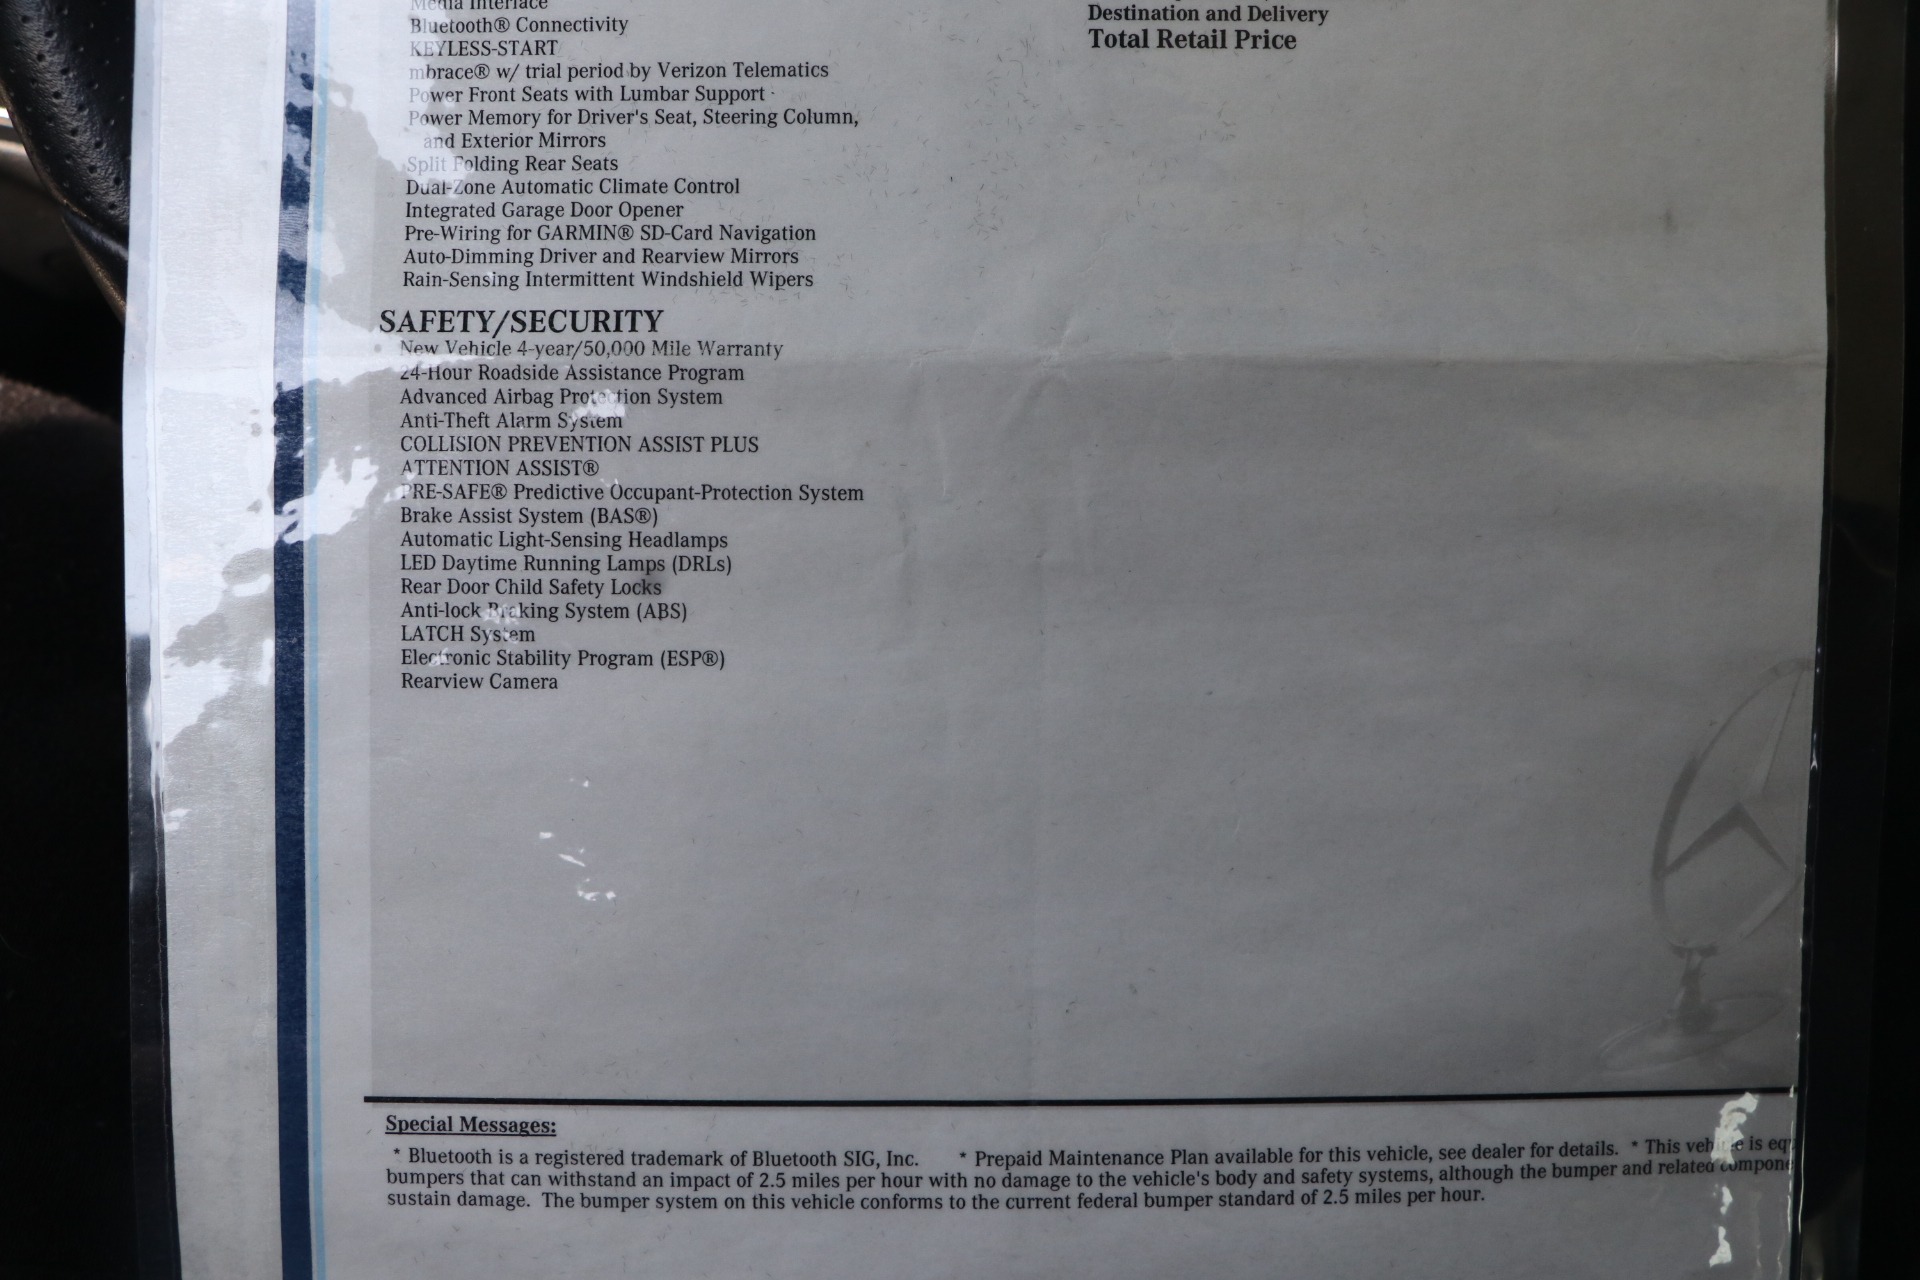 Media Interface
Bluetooth® Connectivity
KEYLESS-START
mbrace® w/ trial period by Verizon Telematics
Power Front Seats with Lumbar Support
Power Memory for Driver's Seat, Steering Column,
and Exterior Mirrors
Split Folding Rear Seats
Dual-Zone Automatic Climate Control
Integrated Garage Door Opener
Pre-Wiring for GARMIN® SD-Card Navigation
Auto-Dimming Driver and Rearview Mirrors
Rain-Sensing Intermittent Windshield Wipers
SAFETY/SECURITY
New Vehicle 4-year/50,000 Mile Warranty
24-Hour Roadside Assistance Program
Advanced Airbag Protection System
Anti-Theft Alarm System
COLLISION PREVENTION ASSIST PLUS
ATTENTION ASSIST®
PRE-SAFE® Predictive Occupant-Protection System
Brake Assist System (BAS®)
Automatic Light-Sensing Headlamps
LED Daytime Running Lamps (DRLs)
Rear Door Child Safety Locks
Anti-lock Braking System (ABS)
LATCH System
Electronic Stability Program (ESP®)
Rearview Camera
Destination and Delivery
Total Retail Price
Special Messages:
* Bluetooth is a registered trademark of Bluetooth SIG, Inc. * Prepaid Maintenance Plan available for this vehicle, see dealer for details. * This vehicle is eq
bumpers that can withstand an impact of 2.5 miles per hour with no damage to the vehicle's body and safety systems, although the bumper and related compone
sustain damage. The bumper system on this vehicle conforms to the current federal bumper standard of 2.5 miles per hour.